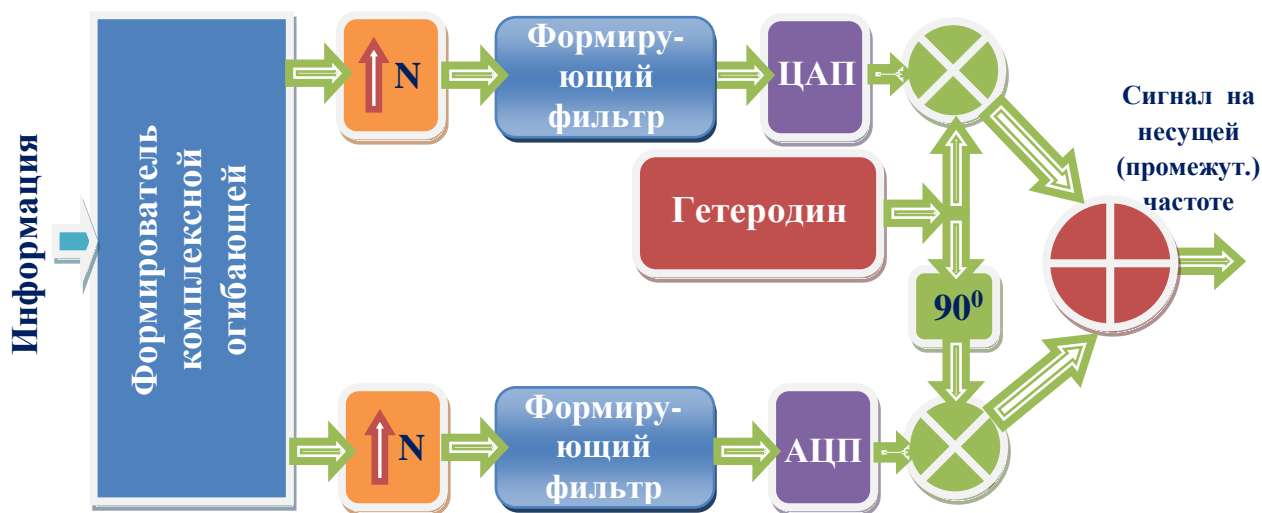 Информация
Формирователь
комплексной
огибающей
N
Формиру-
ющий
фильтр
ЦАП
Гетеродин
90⁰
Сигнал на
несущей
(промежут.)
частоте
N
Формиру-
ющий
фильтр
АЦП